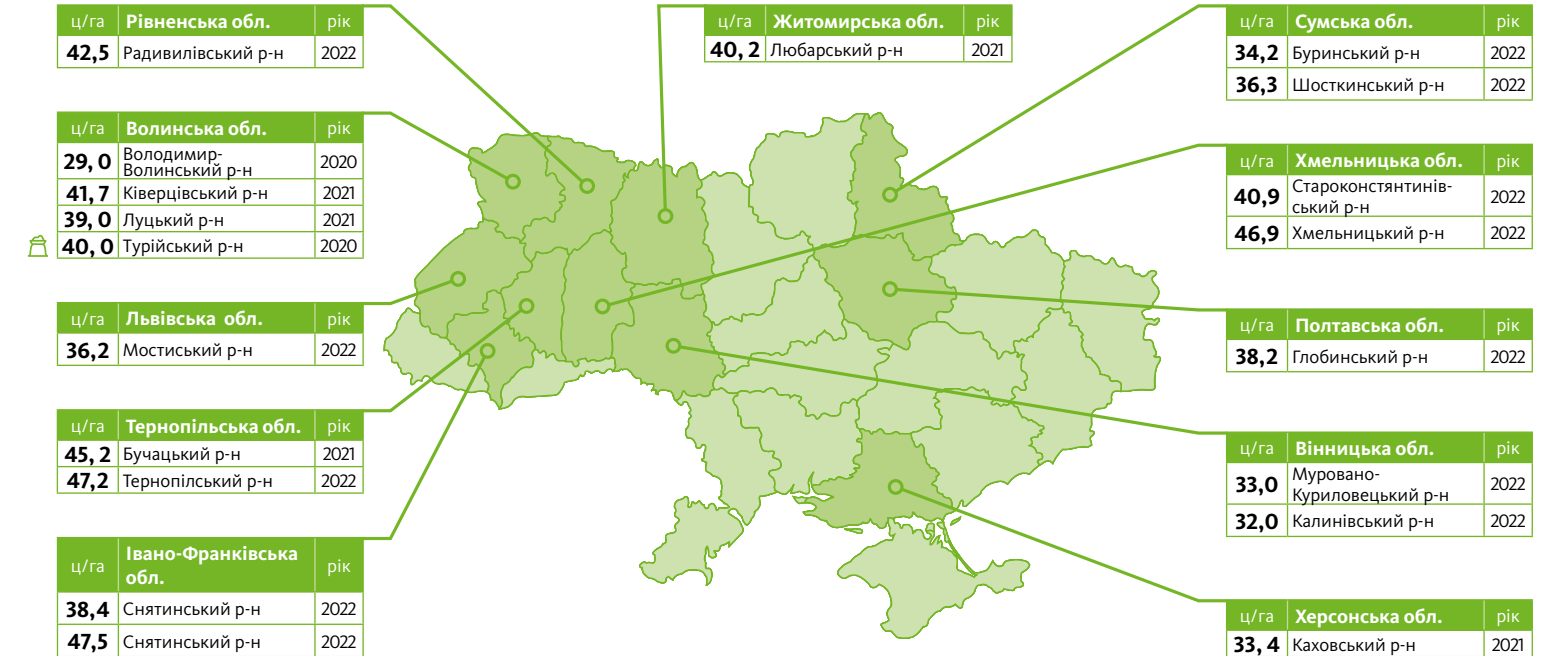 ц/га Рівненська обл. рік
42,5 Радивилівський р-н 2022
ц/га Житомирська обл. рік
40, 2 Любарський р-н 2021
ц/га Сумська обл. рік
34,2 Буринський р-н 2022
36,3 Шосткинський р-н 2022
ц/га Волинська обл. рік
29, 0 Володимир-
Волинський р-н 2020
41, 7 Ківерцівський р-н 2021
39, 0 Луцький р-н 2021
40, 0 Турійський р-н 2020
ц/га Хмельницька обл. рік
40,9 Староконстянтинів-
ський р-н 2022
46,9 Хмельницький р-н 2022
ц/га Львівська обл. рік
36,2 Мостиський р-н 2022
ц/га Полтавська обл. рік
38,2 Глобинський р-н 2022
ц/га Тернопільська обл. рік
45, 2 Бучацький р-н 2021
47,2 Тернопілський р-н 2022
ц/га Вінницька обл. рік
33,0 Муровано-
Куриловецький р-н 2022
32,0 Калинівський р-н 2022
ц/га Івано-Франківська
обл. рік
38,4 Снятинський р-н 2022
47,5 Снятинський р-н 2022
ц/га Херсонська обл. рік
33, 4 Каховський р-н 2021